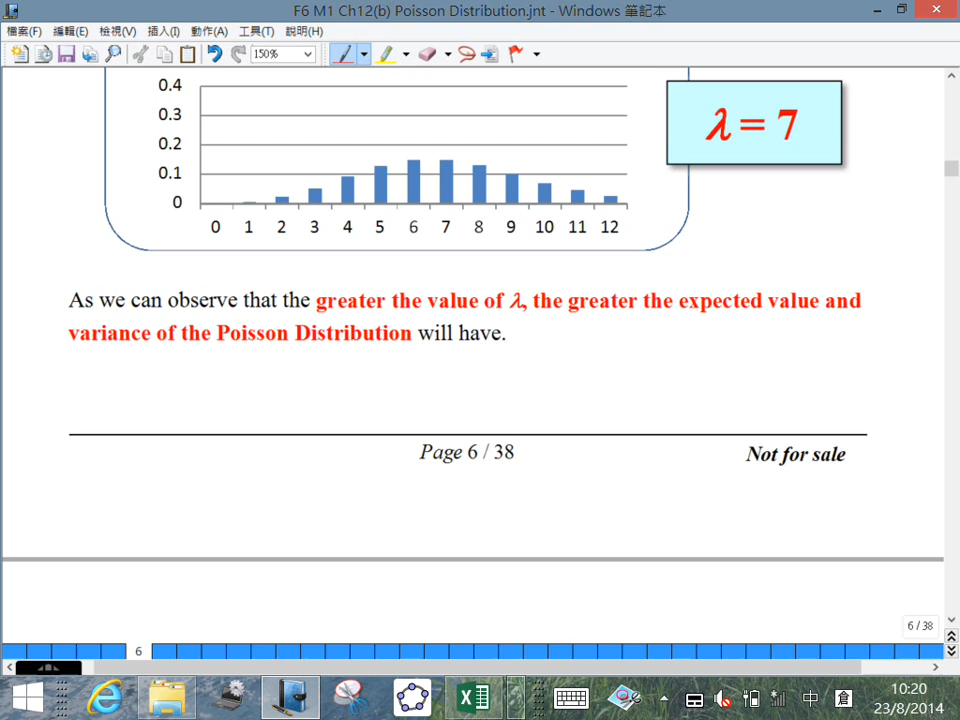 F6 M1 Ch12(b) Poisson Distribution.jnt - Windows 筆記本
檔案(F) 編輯(E) 檢視(V) 插入(I) 動作(A) 工具(T) 說明(H)
150%
0.4
0.3
0.2
0.1
0
0 1 2 3 4 5 6 7 8 9 10 11 12
λ = 7
As we can observe that the greater the value of λ, the greater the expected value and
variance of the Poisson Distribution will have.
Page 6 / 38
Not for sale
6 / 38
6
中
倉
10:20
23/8/2014